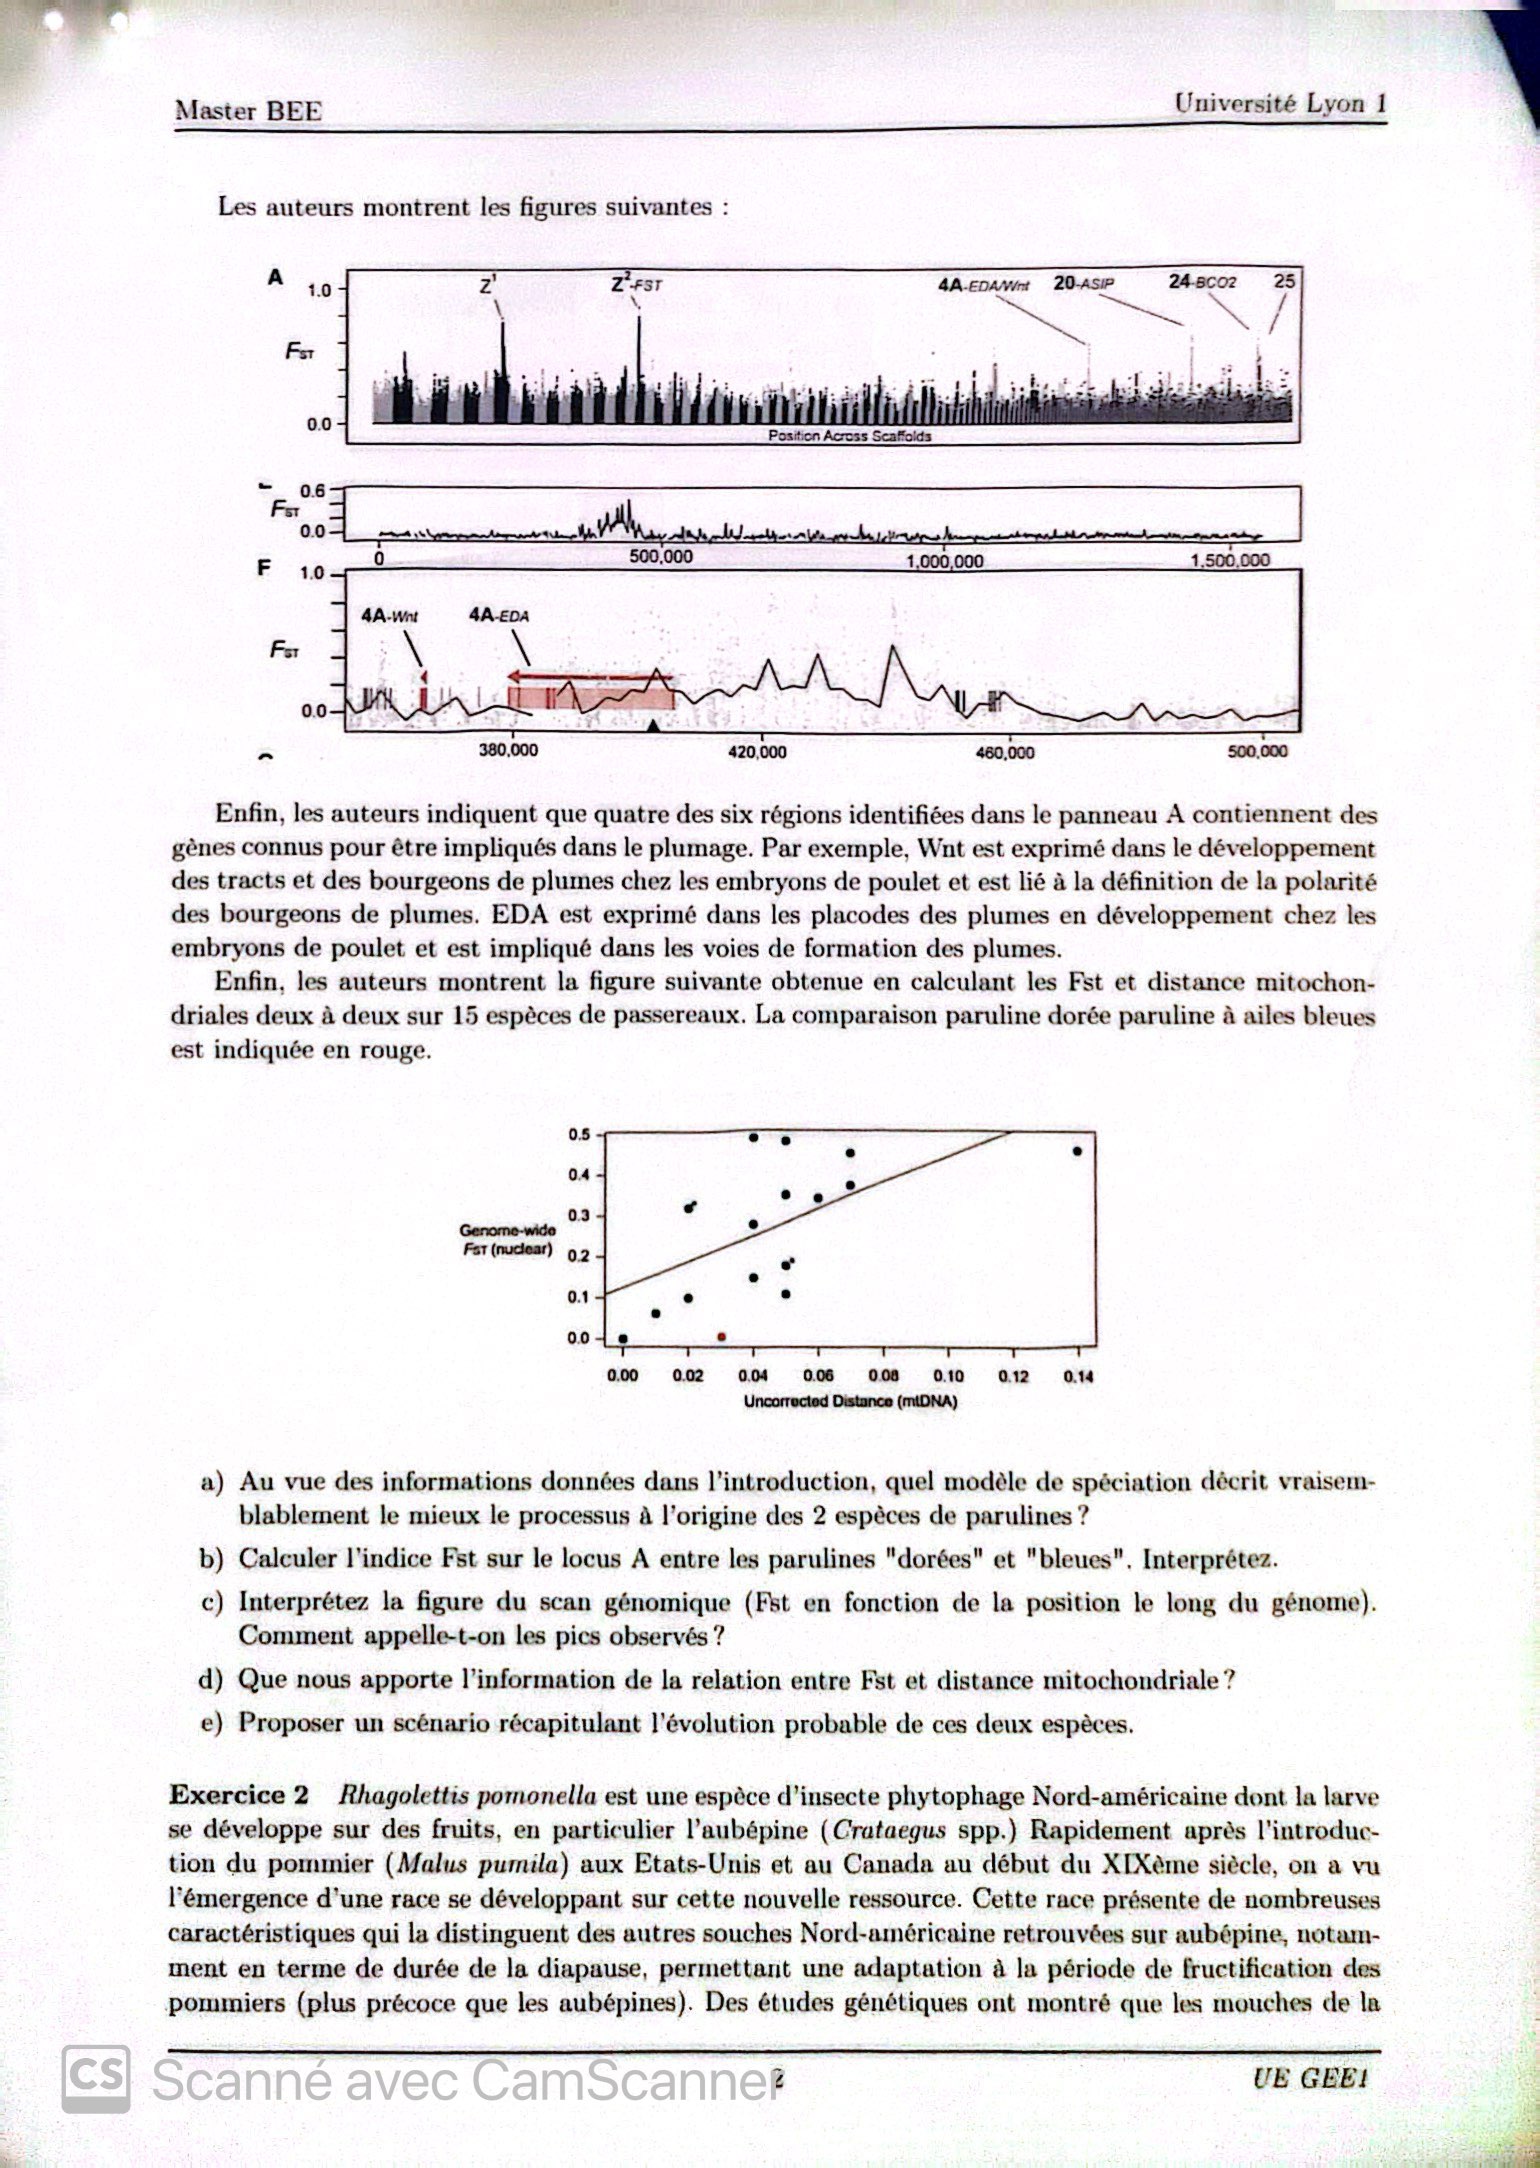 Master BEE
Université Lyon 1
Les auteurs montrent les figures suivantes :
A
1.0
FST
0.0
Z1
Z2-FST
4A-EDA/Wnt
20-ASIP
24-BCO2
25
Position Across Scaffolds
0.6
FST
0.0
0
500,000
1,000,000
1,500,000
F
1.0
FST
0.0
4A-Wnt
4A-EDA
380,000
420,000
460,000
500,000
Enfin, les auteurs indiquent que quatre des six régions identifiées dans le panneau A contiennent des
gènes connus pour être impliqués dans le plumage. Par exemple, Wnt est exprimé dans le développement
des tracts et des bourgeons de plumes chez les embryons de poulet et est lié à la définition de la polarité
des bourgeons de plumes. EDA est exprimé dans les placodes des plumes en développement chez les
embryons de poulet et est impliqué dans les voies de formation des plumes.
Enfin, les auteurs montrent la figure suivante obtenue en calculant les Fst et distance mitochon-
driales deux à deux sur 15 espèces de passereaux. La comparaison paruline dorée paruline à ailes bleues
est indiquée en rouge.
0.5
0.4
0.3
0.2
0.1
0.0
Genome-wide
FST (nuclear)
0.00
0.02
0.04
0.06
0.08
0.10
0.12
0.14
Uncorrected Distance (mtDNA)
a) Au vue des informations données dans l'introduction, quel modèle de spéciation décrit vraisem-
blablement le mieux le processus à l'origine des 2 espèces de parulines ?
b) Calculer l'indice Fst sur le locus A entre les parulines "dorées" et "bleues". Interprétez.
c) Interprétez la figure du scan génomique (Fst en fonction de la position le long du génome).
Comment appelle-t-on les pics observés ?
d) Que nous apporte l'information de la relation entre Fst et distance mitochondriale ?
e) Proposer un scénario récapitulant l'évolution probable de ces deux espèces.
Exercice 2 Rhagolettis pomonella est une espèce d'insecte phytophage Nord-américaine dont la larve
se développe sur des fruits, en particulier l'aubépine (Crataegus spp.) Rapidement après l'introduc-
tion du pommier (Malus pumila) aux Etats-Unis et au Canada au début du XIXème siècle, on a vu
l'émergence d'une race se développant sur cette nouvelle ressource. Cette race présente de nombreuses
caractéristiques qui la distinguent des autres souches Nord-américaine retrouvées sur aubépine, notam-
ment en terme de durée de la diapause, permettant une adaptation à la période de fructification des
pommiers (plus précoce que les aubépines). Des études génétiques ont montré que les mouches de la
2
UE GEE1
CS Scanné avec CamScanner